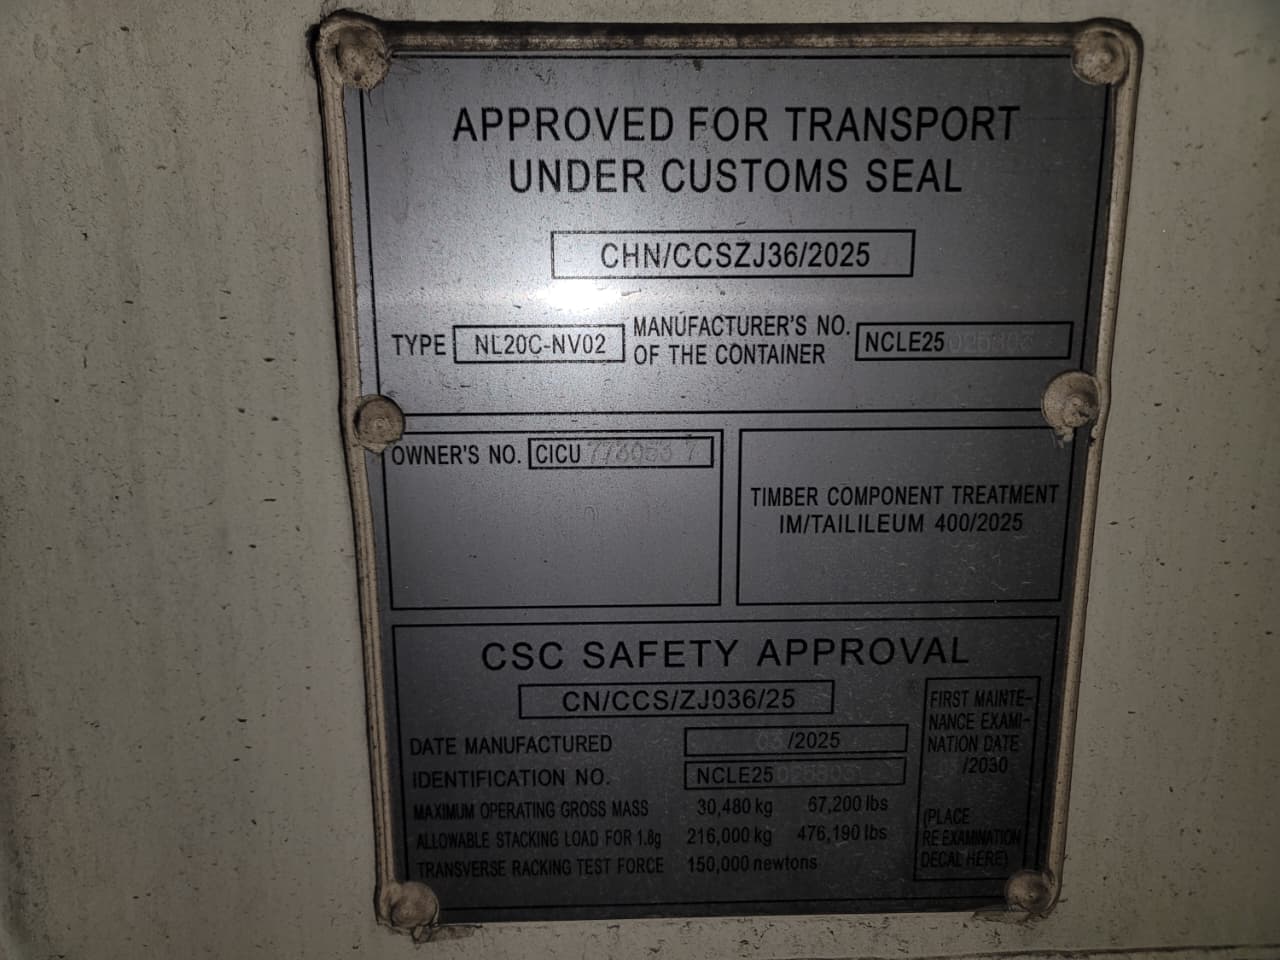 APPROVED FOR TRANSPORT
UNDER CUSTOMS SEAL
CHN/CCSZJ36/2025
TYPE NL20C-NV02
MANUFACTURER'S NO.
OF THE CONTAINER
NCLE25
OWNER'S NO. CICU
TIMBER COMPONENT TREATMENT
IM/TAILILEUM 400/2025
CSC SAFETY APPROVAL
CN/CCS/ZJ036/25
DATE MANUFACTURED 03/2025
IDENTIFICATION NO. NCLE25
MAXIMUM OPERATING GROSS MASS 30,480 kg 67,200 lbs
ALLOWABLE STACKING LOAD FOR 1.8g 216,000 kg 476,190 lbs
TRANSVERSE RACKING TEST FORCE 150,000 newtons
FIRST MAINTE-
NANCE EXAMI-
NATION DATE
/2030
(PLACE
RE EXAMINATION
DECAL HERE)